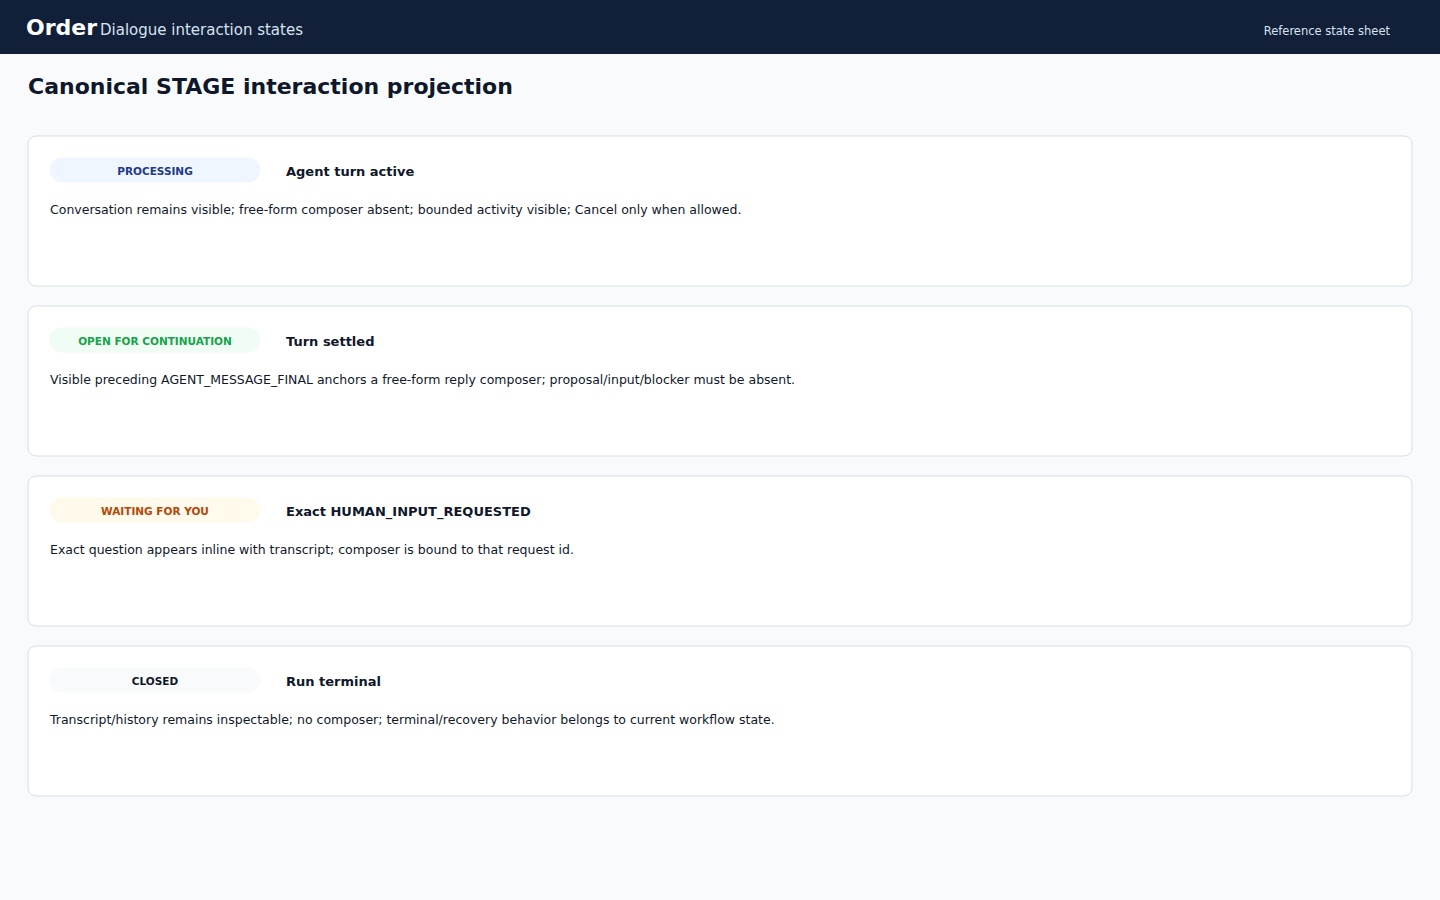 Order Dialogue interaction states
Reference state sheet
Canonical STAGE interaction projection
PROCESSING
Agent turn active
Conversation remains visible; free-form composer absent; bounded activity visible; Cancel only when allowed.
OPEN FOR CONTINUATION
Turn settled
Visible preceding AGENT_MESSAGE_FINAL anchors a free-form reply composer; proposal/input/blocker must be absent.
WAITING FOR YOU
Exact HUMAN_INPUT_REQUESTED
Exact question appears inline with transcript; composer is bound to that request id.
CLOSED
Run terminal
Transcript/history remains inspectable; no composer; terminal/recovery behavior belongs to current workflow state.